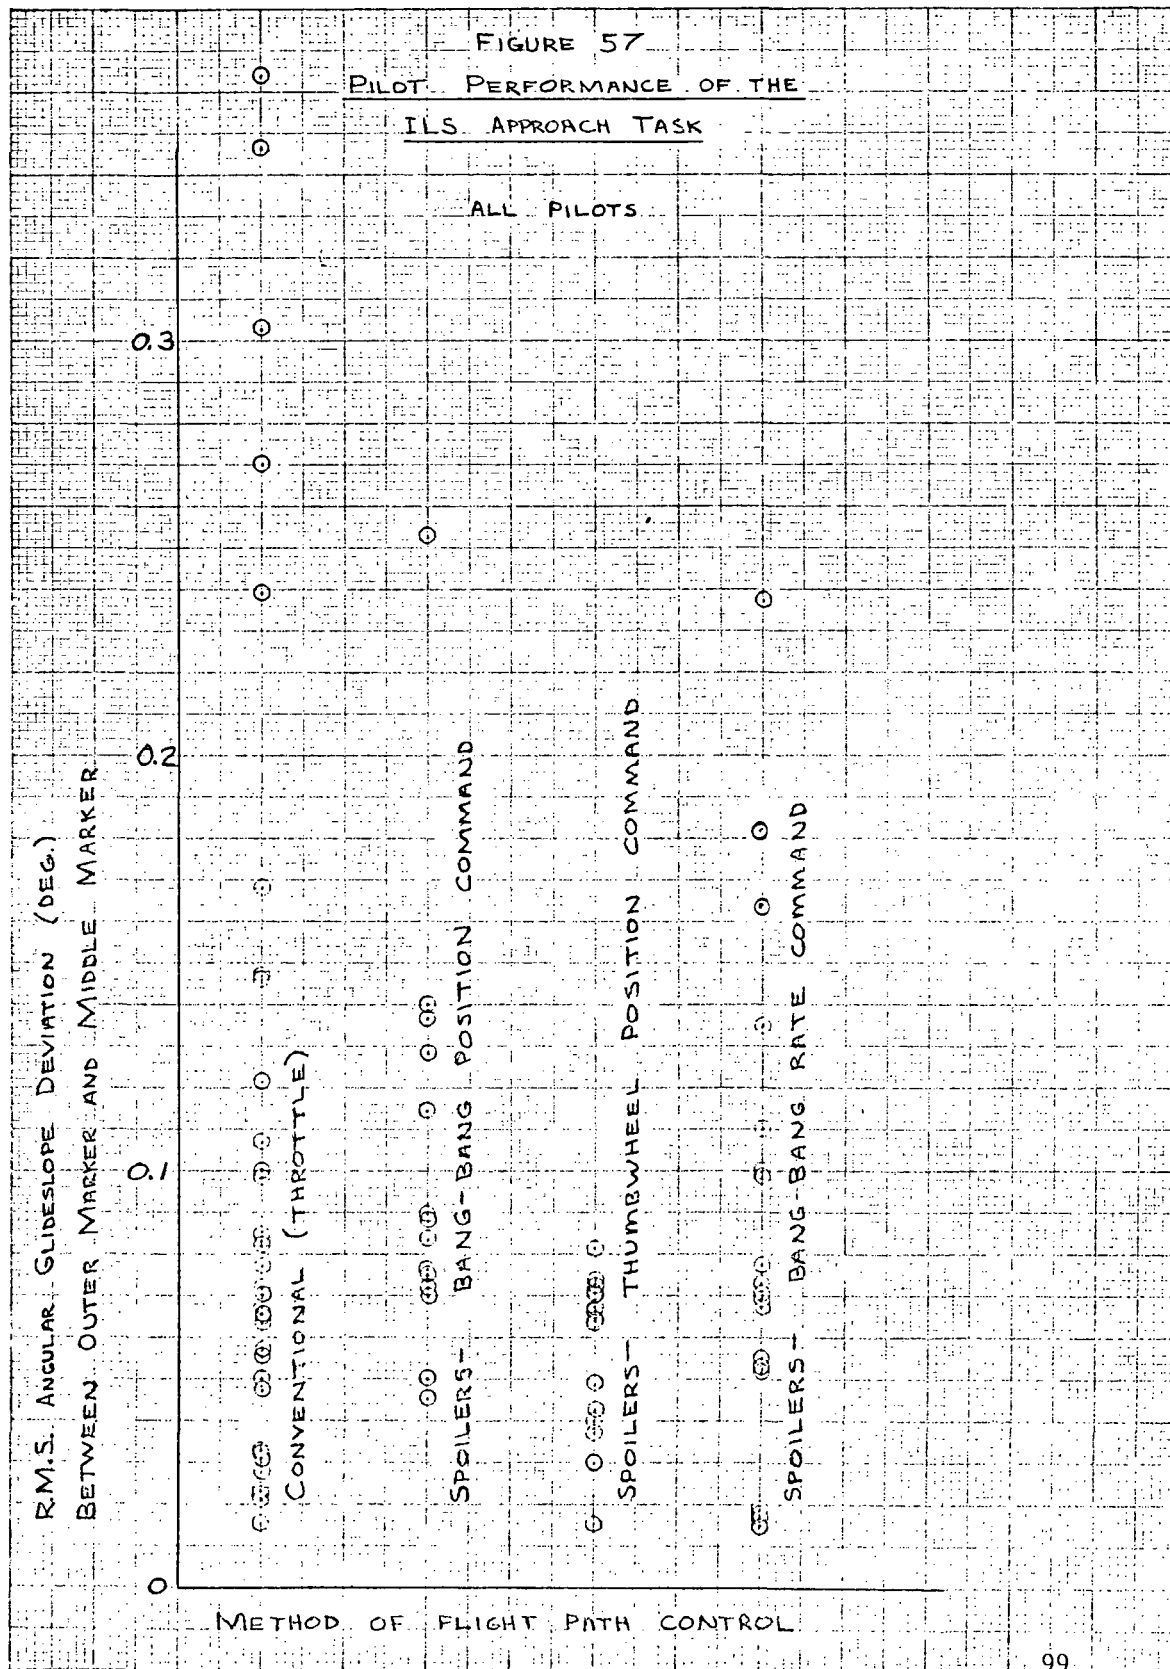 FIGURE 57
PILOT PERFORMANCE OF THE
ILS APPROACH TASK
ALL PILOTS
R.M.S. ANGULAR GLIDESLOPE DEVIATION (DEG.)
BETWEEN OUTER MARKER AND MIDDLE MARKER
0.3
0.2
0.1
0
CONVENTIONAL (THROTTLE)
SPOILERS- BANG-BANG POSITION COMMAND
SPOILERS- THUMBWHEEL POSITION COMMAND
SPOILERS- BANG-BANG RATE COMMAND
METHOD OF FLIGHT PATH CONTROL
99